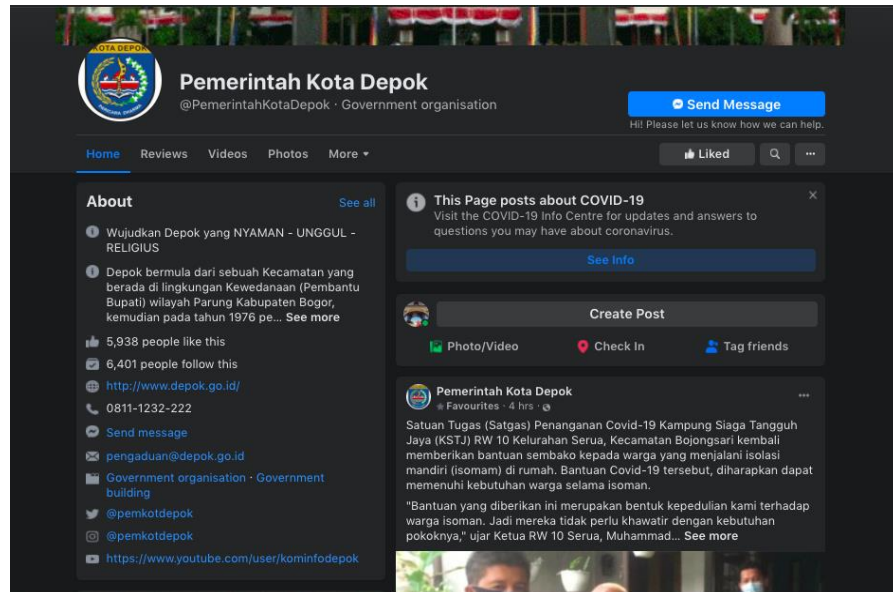 KOTA DEPOK
Pemerintah Kota Depok
@PemerintahKotaDepok · Government organisation
Send Message
Hi! Please let us know how we can help.
Home Reviews Videos Photos More
Liked
About
See all
Wujudkan Depok yang NYAMAN - UNGGUL -
RELIGIUS
Depok bermula dari sebuah Kecamatan yang
berada di lingkungan Kewedanaan (Pembantu
Bupati) wilayah Parung Kabupaten Bogor,
kemudian pada tahun 1976 pe... See more
5,938 people like this
6,401 people follow this
http://www.depok.go.id/
0811-1232-222
Send message
pengaduan@depok.go.id
Government organisation · Government
building
@pemkotdepok
@pemkotdepok
https://www.youtube.com/user/kominfodepok
This Page posts about COVID-19
Visit the COVID-19 Info Centre for updates and answers to
questions you may have about coronavirus.
See Info
Create Post
Photo/Video Check In Tag friends
Pemerintah Kota Depok
Favourites · 4 hrs ·
Satuan Tugas (Satgas) Penanganan Covid-19 Kampung Siaga Tangguh
Jaya (KSTJ) RW 10 Kelurahan Serua, Kecamatan Bojongsari kembali
memberikan bantuan sembako kepada warga yang menjalani isolasi
mandiri (isomam) di rumah. Bantuan Covid-19 tersebut, diharapkan dapat
memenuhi kebutuhan warga selama isoman.
"Bantuan yang diberikan ini merupakan bentuk kepedulian kami terhadap
warga isoman. Jadi mereka tidak perlu khawatir dengan kebutuhan
pokoknya," ujar Ketua RW 10 Serua, Muhammad... See more